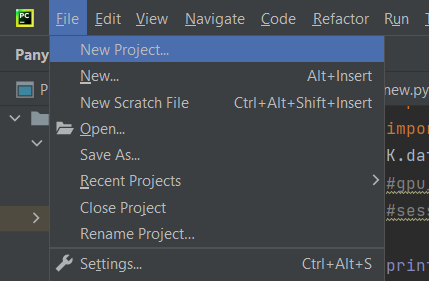 PC File Edit View Navigate Code Refactor Run
Pany
New Project...
P
New... Alt+Insert
new.py
New Scratch File Ctrl+Alt+Shift+Insert
Open...
impor
Save As...
K.dat
Recent Projects
#gpu
Close Project
#sess
Rename Project...
Settings... Ctrl+Alt+S
print